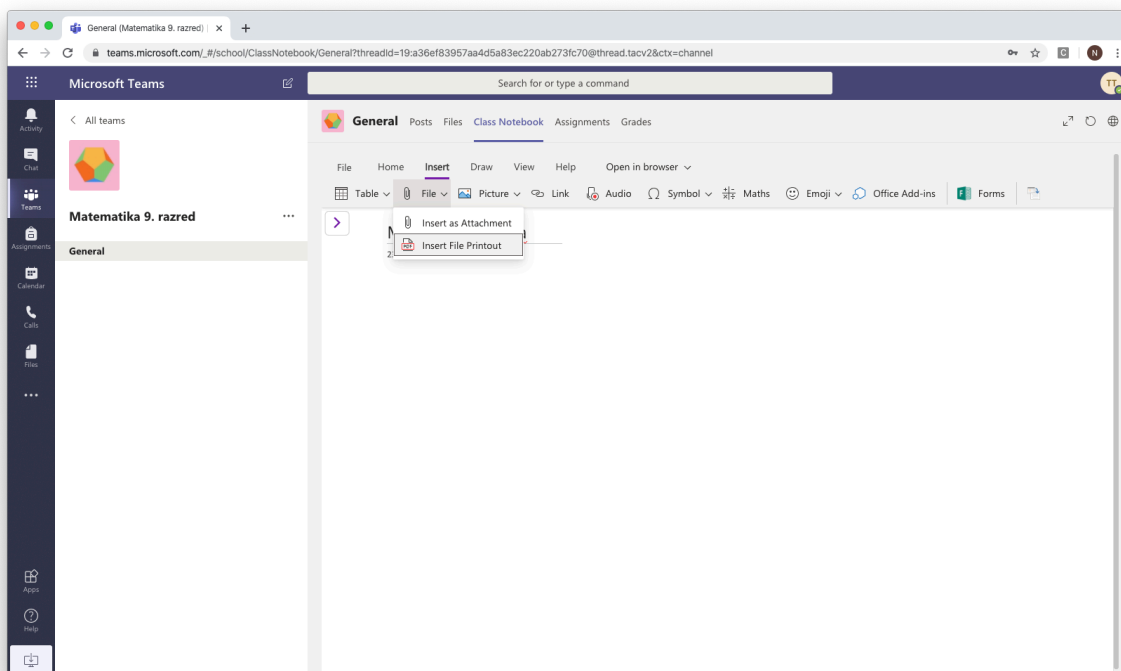 General (Matematika 9. razred) |
teams.microsoft.com/_#/school/ClassNotebook/General?threadId=19:a36ef83957aa4d5a83ec220ab273fc70@thread.tacv2&ctx=channel
N
Microsoft Teams
Search for or type a command
TT
Activity
Chat
Teams
Assignments
Calendar
Calls
Files
Apps
Help
All teams
Matematika 9. razred
General
General Posts Files Class Notebook Assignments Grades
File Home Insert Draw View Help Open in browser
Table File Picture Link Audio Symbol Maths Emoji Office Add-ins Forms
Insert as Attachment
PDF Insert File Printout